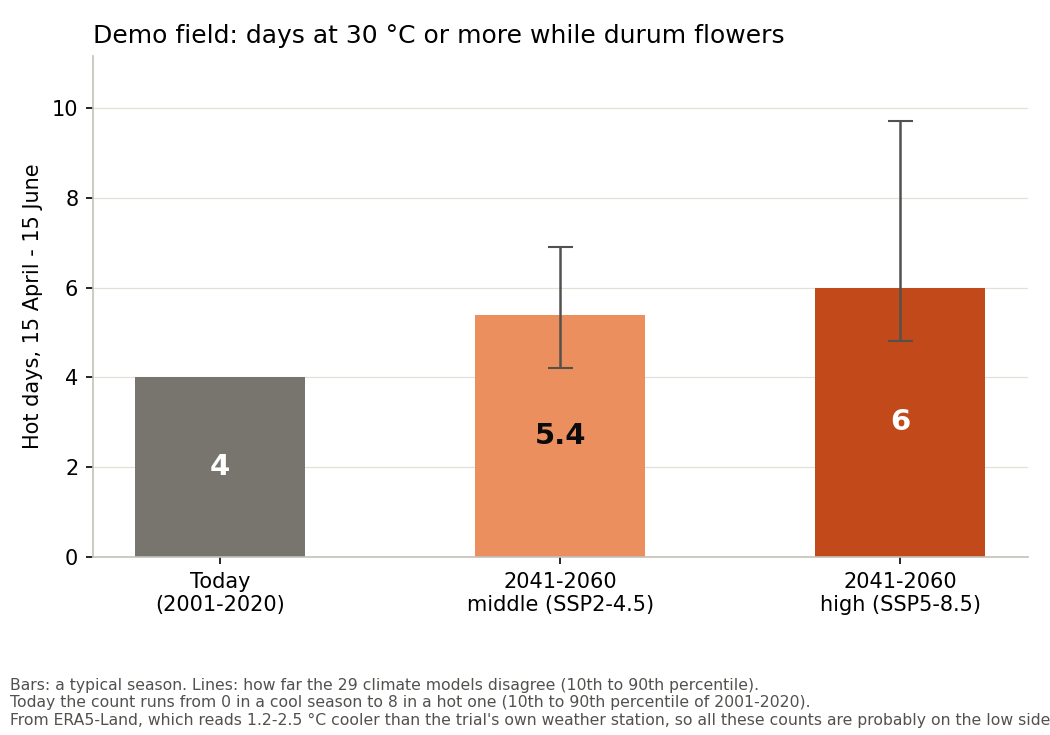 Demo field: days at 30 °C or more while durum flowers
Hot days, 15 April - 15 June
10
8
6
4
2
0
4
5.4
6
Today
(2001-2020)
2041-2060
middle (SSP2-4.5)
2041-2060
high (SSP5-8.5)
Bars: a typical season. Lines: how far the 29 climate models disagree (10th to 90th percentile).
Today the count runs from 0 in a cool season to 8 in a hot one (10th to 90th percentile of 2001-2020).
From ERA5-Land, which reads 1.2-2.5 °C cooler than the trial's own weather station, so all these counts are probably on the low side